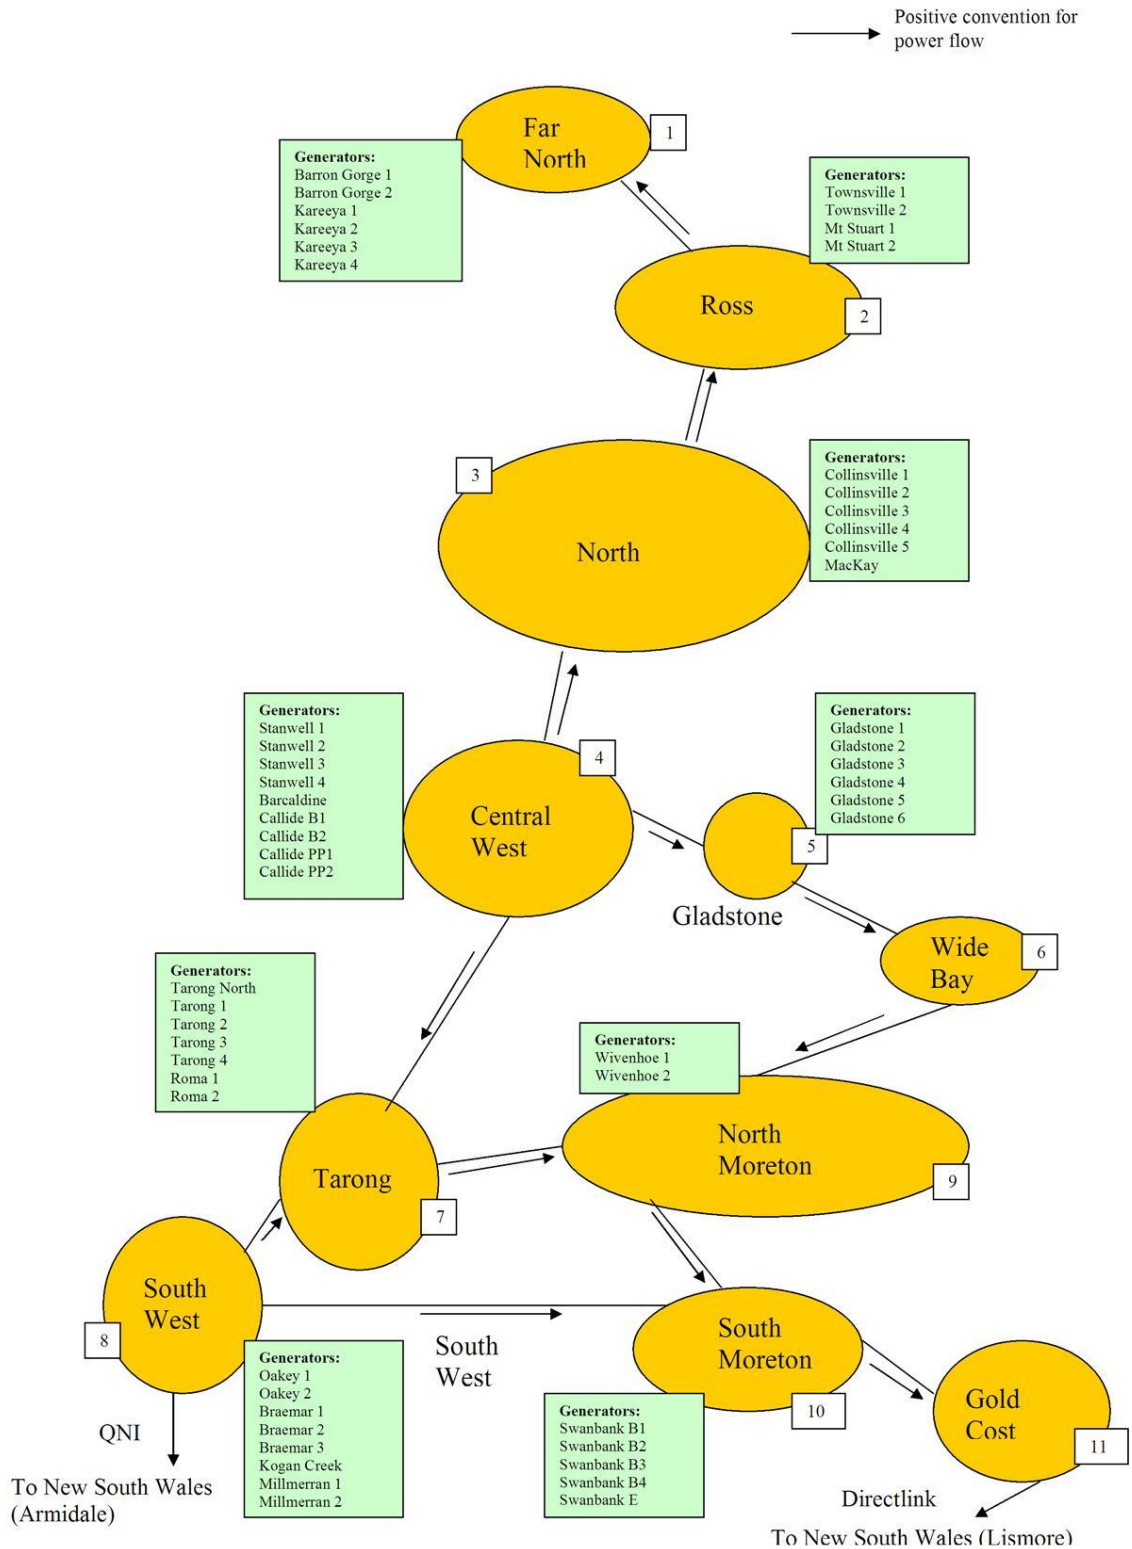 Positive convention for
power flow
Far
North
1
Generators:
Barron Gorge 1
Barron Gorge 2
Kareeya 1
Kareeya 2
Kareeya 3
Kareeya 4
Generators:
Townsville 1
Townsville 2
Mt Stuart 1
Mt Stuart 2
Ross
2
3
North
Generators:
Collinsville 1
Collinsville 2
Collinsville 3
Collinsville 4
Collinsville 5
MacKay
Generators:
Stanwell 1
Stanwell 2
Stanwell 3
Stanwell 4
Barcaldine
Callide B1
Callide B2
Callide PP1
Callide PP2
4
Central
West
Generators:
Gladstone 1
Gladstone 2
Gladstone 3
Gladstone 4
Gladstone 5
Gladstone 6
5
Gladstone
Wide
Bay
6
Generators:
Tarong North
Tarong 1
Tarong 2
Tarong 3
Tarong 4
Roma 1
Roma 2
Generators:
Wivenhoe 1
Wivenhoe 2
North
Moreton
9
Tarong
7
South
West
8
South
West
South
Moreton
10
Generators:
Oakey 1
Oakey 2
Braemar 1
Braemar 2
Braemar 3
Kogan Creek
Millmerran 1
Millmerran 2
Generators:
Swanbank B1
Swanbank B2
Swanbank B3
Swanbank B4
Swanbank E
Gold
Cost
11
QNI
To New South Wales
(Armidale)
Directlink
To New South Wales (Lismore)